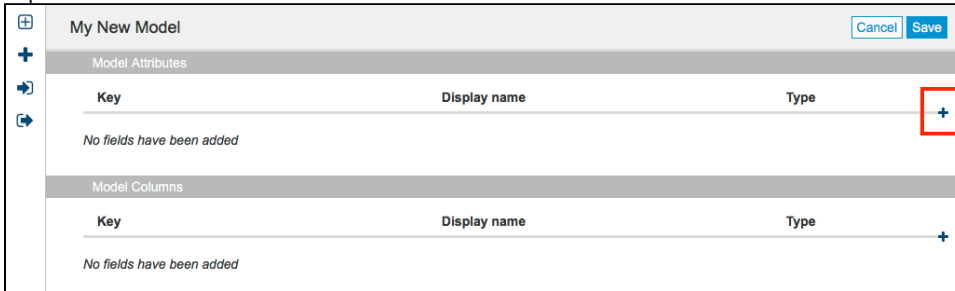 My New Model Cancel Save
Model Attributes
Key Display name Type
No fields have been added
Model Columns
Key Display name Type
No fields have been added